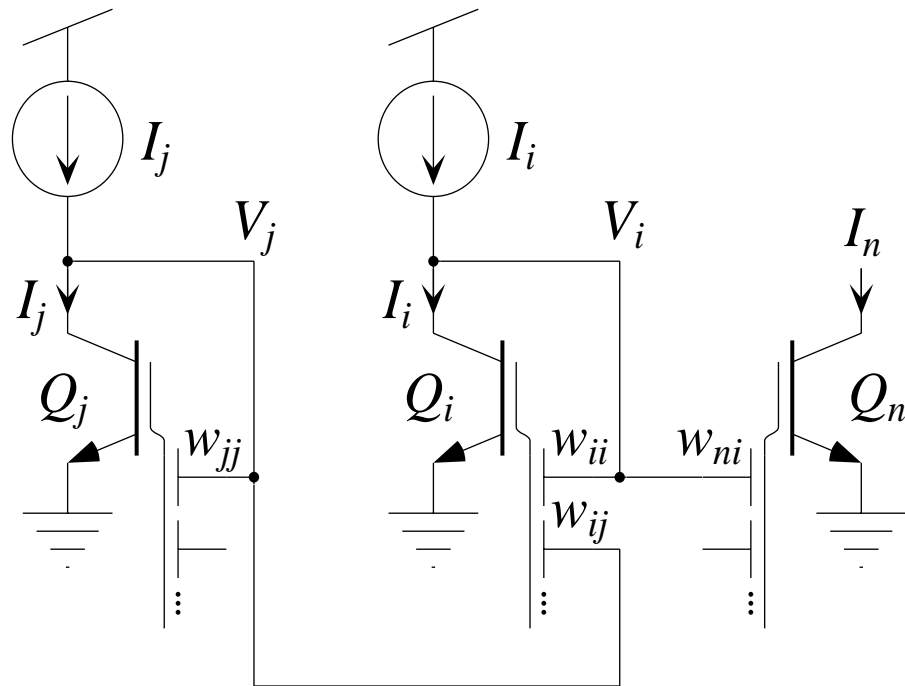 I_j I_i
V_j V_i I_n
I_j I_i
Q_j Q_i Q_n
w_jj w_ii w_ni
w_ij